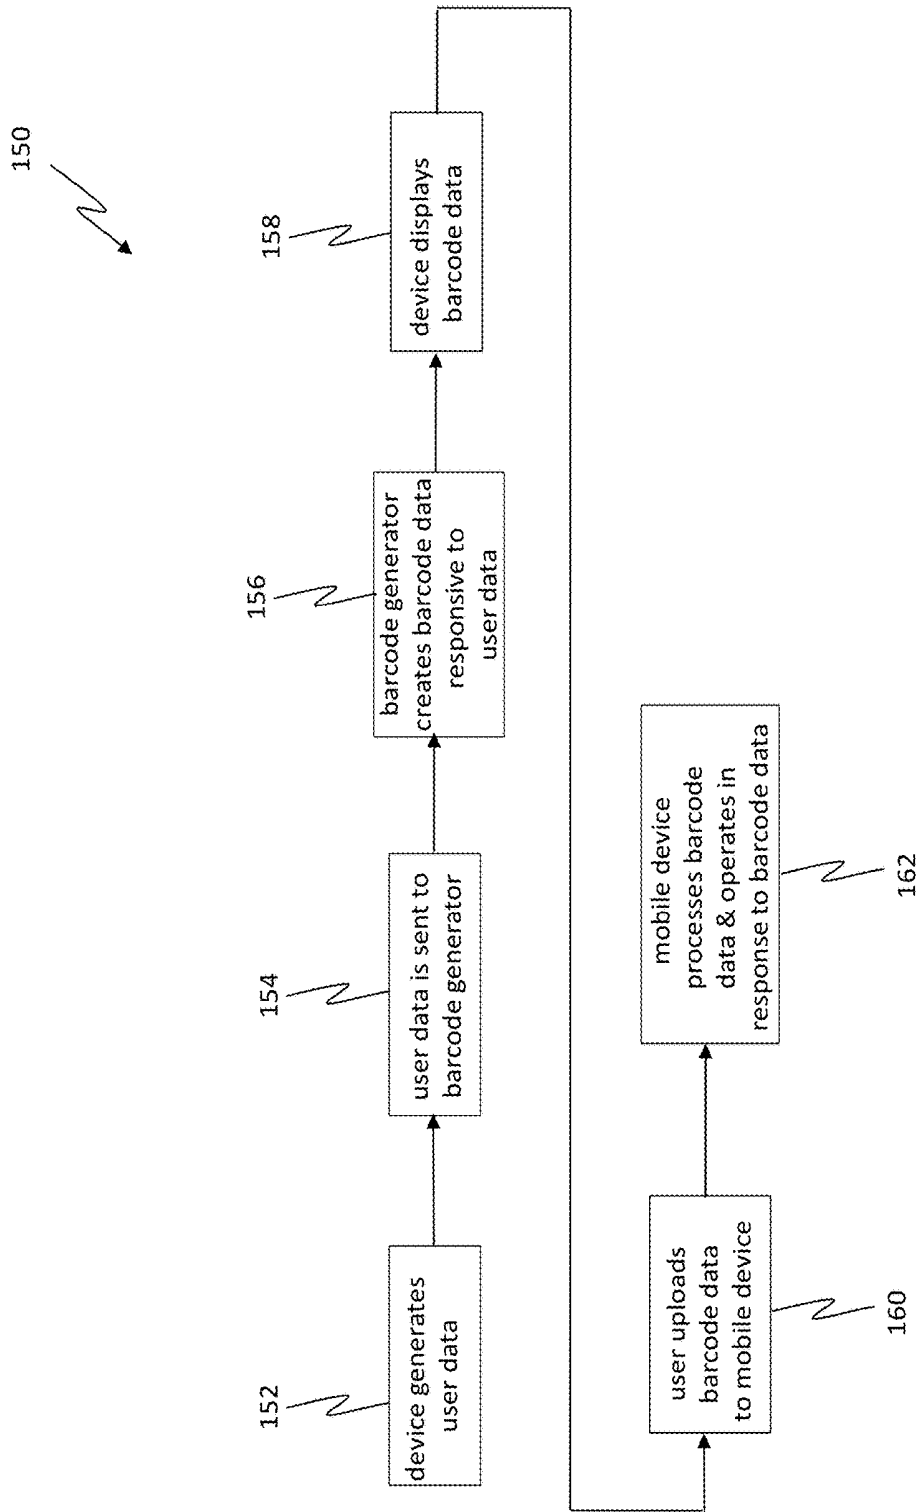 150
152
device generates
user data
154
user data is sent to
barcode generator
156
barcode generator
creates barcode data
responsive to
user data
158
device displays
barcode data
user uploads
barcode data
to mobile device
160
mobile device
processes barcode
data & operates in
response to barcode data
162